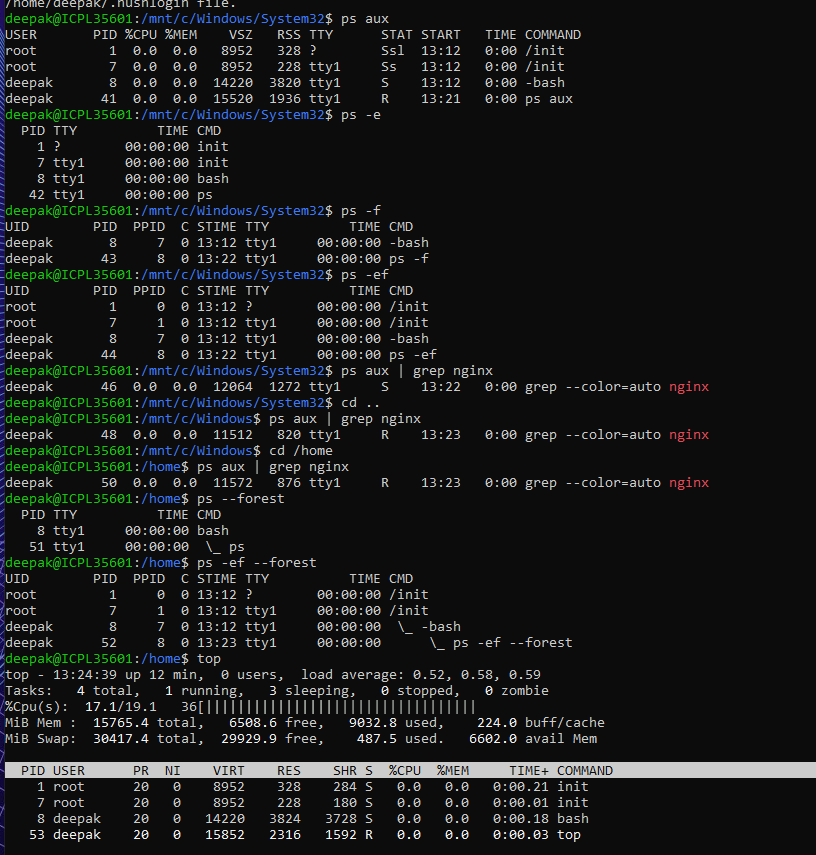 /home/deepak/.hushlogin file.
deepak@ICPL35601:/mnt/c/Windows/System32$ ps aux
USER       PID %CPU %MEM    VSZ   RSS TTY      STAT START   TIME COMMAND
root         1  0.0  0.0   8952   328 ?        Ssl  13:12   0:00 /init
root         7  0.0  0.0   8952   228 tty1     Ss   13:12   0:00 /init
deepak       8  0.0  0.0  14220  3820 tty1     S    13:12   0:00 -bash
deepak      41  0.0  0.0  15520  1936 tty1     R    13:21   0:00 ps aux
deepak@ICPL35601:/mnt/c/Windows/System32$ ps -e
  PID TTY          TIME CMD
    1 ?        00:00:00 init
    7 tty1     00:00:00 init
    8 tty1     00:00:00 bash
   42 tty1     00:00:00 ps
deepak@ICPL35601:/mnt/c/Windows/System32$ ps -f
UID        PID  PPID  C STIME TTY          TIME CMD
deepak       8     7  0 13:12 tty1     00:00:00 -bash
deepak      43     8  0 13:22 tty1     00:00:00 ps -f
deepak@ICPL35601:/mnt/c/Windows/System32$ ps -ef
UID        PID  PPID  C STIME TTY          TIME CMD
root         1     0  0 13:12 ?        00:00:00 /init
root         7     1  0 13:12 tty1     00:00:00 /init
deepak       8     7  0 13:12 tty1     00:00:00 -bash
deepak      44     8  0 13:22 tty1     00:00:00 ps -ef
deepak@ICPL35601:/mnt/c/Windows/System32$ ps aux | grep nginx
deepak      46  0.0  0.0  12064  1272 tty1     S    13:22   0:00 grep --color=auto nginx
deepak@ICPL35601:/mnt/c/Windows/System32$ cd ..
deepak@ICPL35601:/mnt/c/Windows$ ps aux | grep nginx
deepak      48  0.0  0.0  11512   820 tty1     R    13:23   0:00 grep --color=auto nginx
deepak@ICPL35601:/mnt/c/Windows$ cd /home
deepak@ICPL35601:/home$ ps aux | grep nginx
deepak      50  0.0  0.0  11572   876 tty1     R    13:23   0:00 grep --color=auto nginx
deepak@ICPL35601:/home$ ps --forest
  PID TTY          TIME CMD
    8 tty1     00:00:00 bash
   51 tty1     00:00:00  \_ ps
deepak@ICPL35601:/home$ ps -ef --forest
UID        PID  PPID  C STIME TTY          TIME CMD
root         1     0  0 13:12 ?        00:00:00 /init
root         7     1  0 13:12 tty1     00:00:00 /init
deepak       8     7  0 13:12 tty1     00:00:00  \_ -bash
deepak      52     8  0 13:23 tty1     00:00:00      \_ ps -ef --forest
deepak@ICPL35601:/home$ top
top - 13:24:39 up 12 min,  0 users,  load average: 0.52, 0.58, 0.59
Tasks:   4 total,   1 running,   3 sleeping,   0 stopped,   0 zombie
%Cpu(s):  17.1/19.1   36[||||||||||||||||||||||||||||||||||||
MiB Mem :  15765.4 total,   6508.6 free,   9032.8 used,    224.0 buff/cache
MiB Swap:  30417.4 total,  29929.9 free,    487.5 used.   6602.0 avail Mem
  PID USER      PR  NI    VIRT    RES    SHR S  %CPU  %MEM     TIME+ COMMAND
    1 root      20   0    8952    328    284 S   0.0   0.0   0:00.21 init
    7 root      20   0    8952    228    180 S   0.0   0.0   0:00.01 init
    8 deepak    20   0   14220   3824   3728 S   0.0   0.0   0:00.18 bash
   53 deepak    20   0   15852   2316   1592 R   0.0   0.0   0:00.03 top